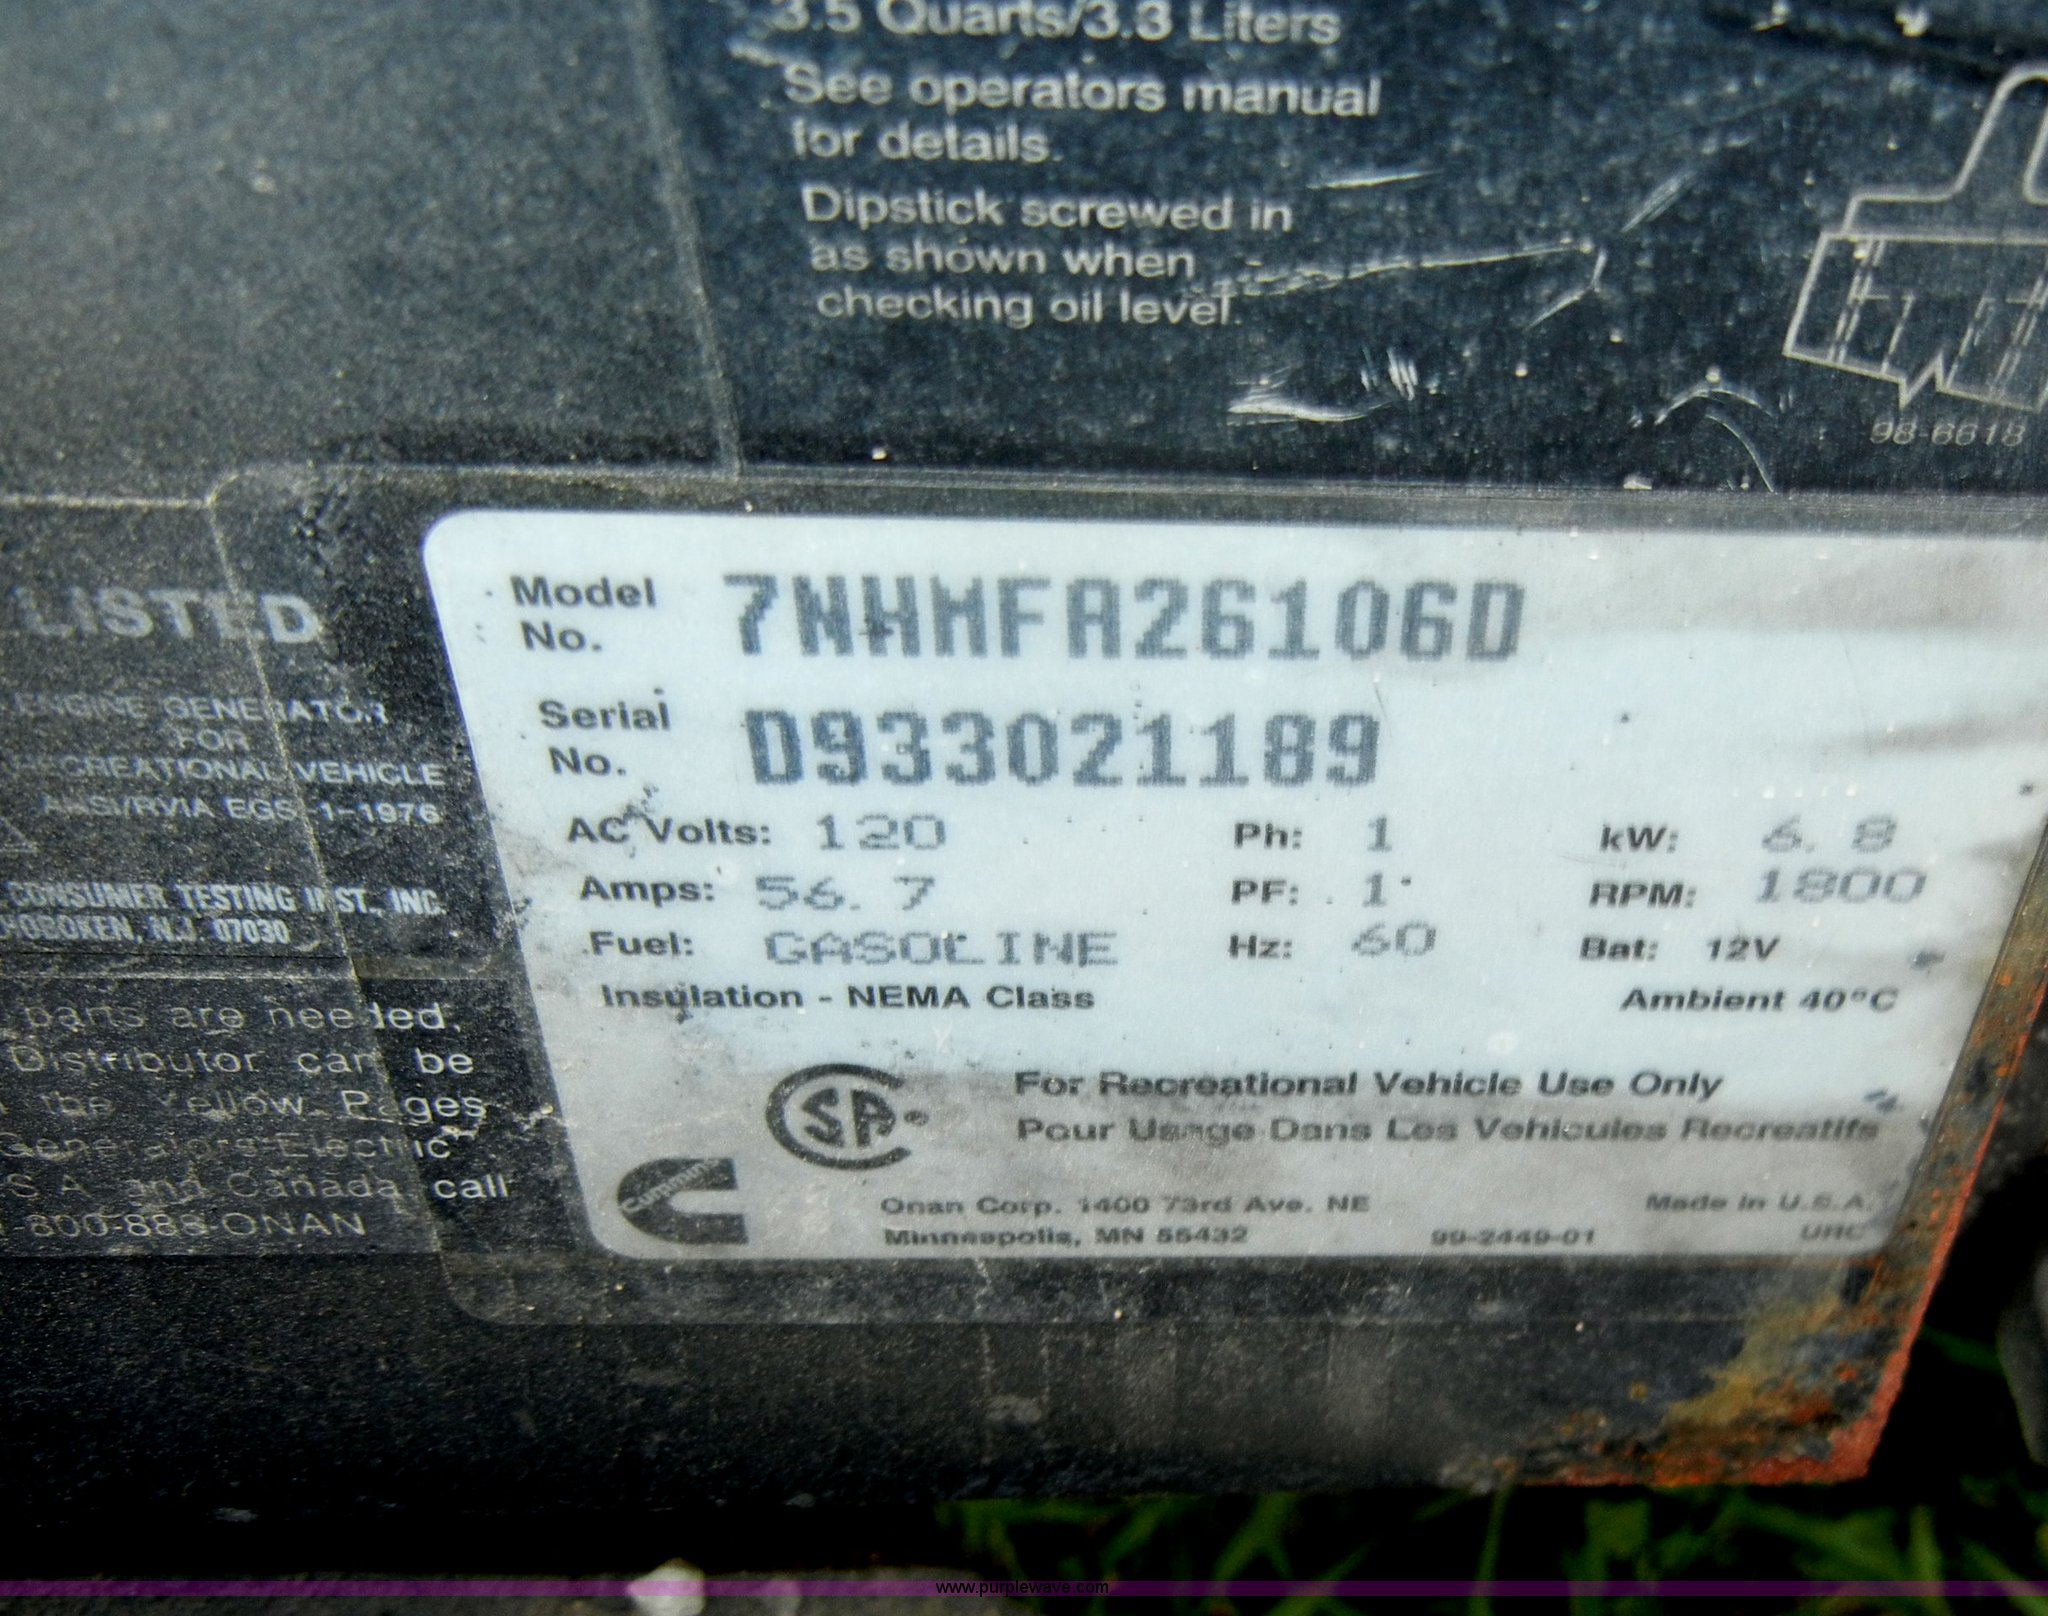 3.5 Quarts/3.3 Liters
See operators manual
for details.
Dipstick screwed in
as shown when
checking oil level.
98-6618
LISTED
ENGINE GENERATOR
FOR
RECREATIONAL VEHICLE
ANSI/RVIA EGS-1-1976
CONSUMER TESTING INST., INC.
HOBOKEN, N.J. 07030
parts are needed,
Distributor can be
the Yellow Pages
Generators-Electric
S A and Canada, call
1-800-888-ONAN
Model No. 7NHMFA26106D
Serial No. D933021189
AC Volts: 120 Ph: 1 kW: 6.8
Amps: 56.7 PF: 1 RPM: 1800
Fuel: GASOLINE Hz: 60 Bat: 12V
Insulation - NEMA Class Ambient 40°C
SA
For Recreational Vehicle Use Only
Pour Usage Dans Les Vehicules Recreatifs
Cummins
Onan Corp. 1400 73rd Ave. NE Made in U.S.A.
Minneapolis, MN 55432 99-2449-01 URC
www.purplewave.com